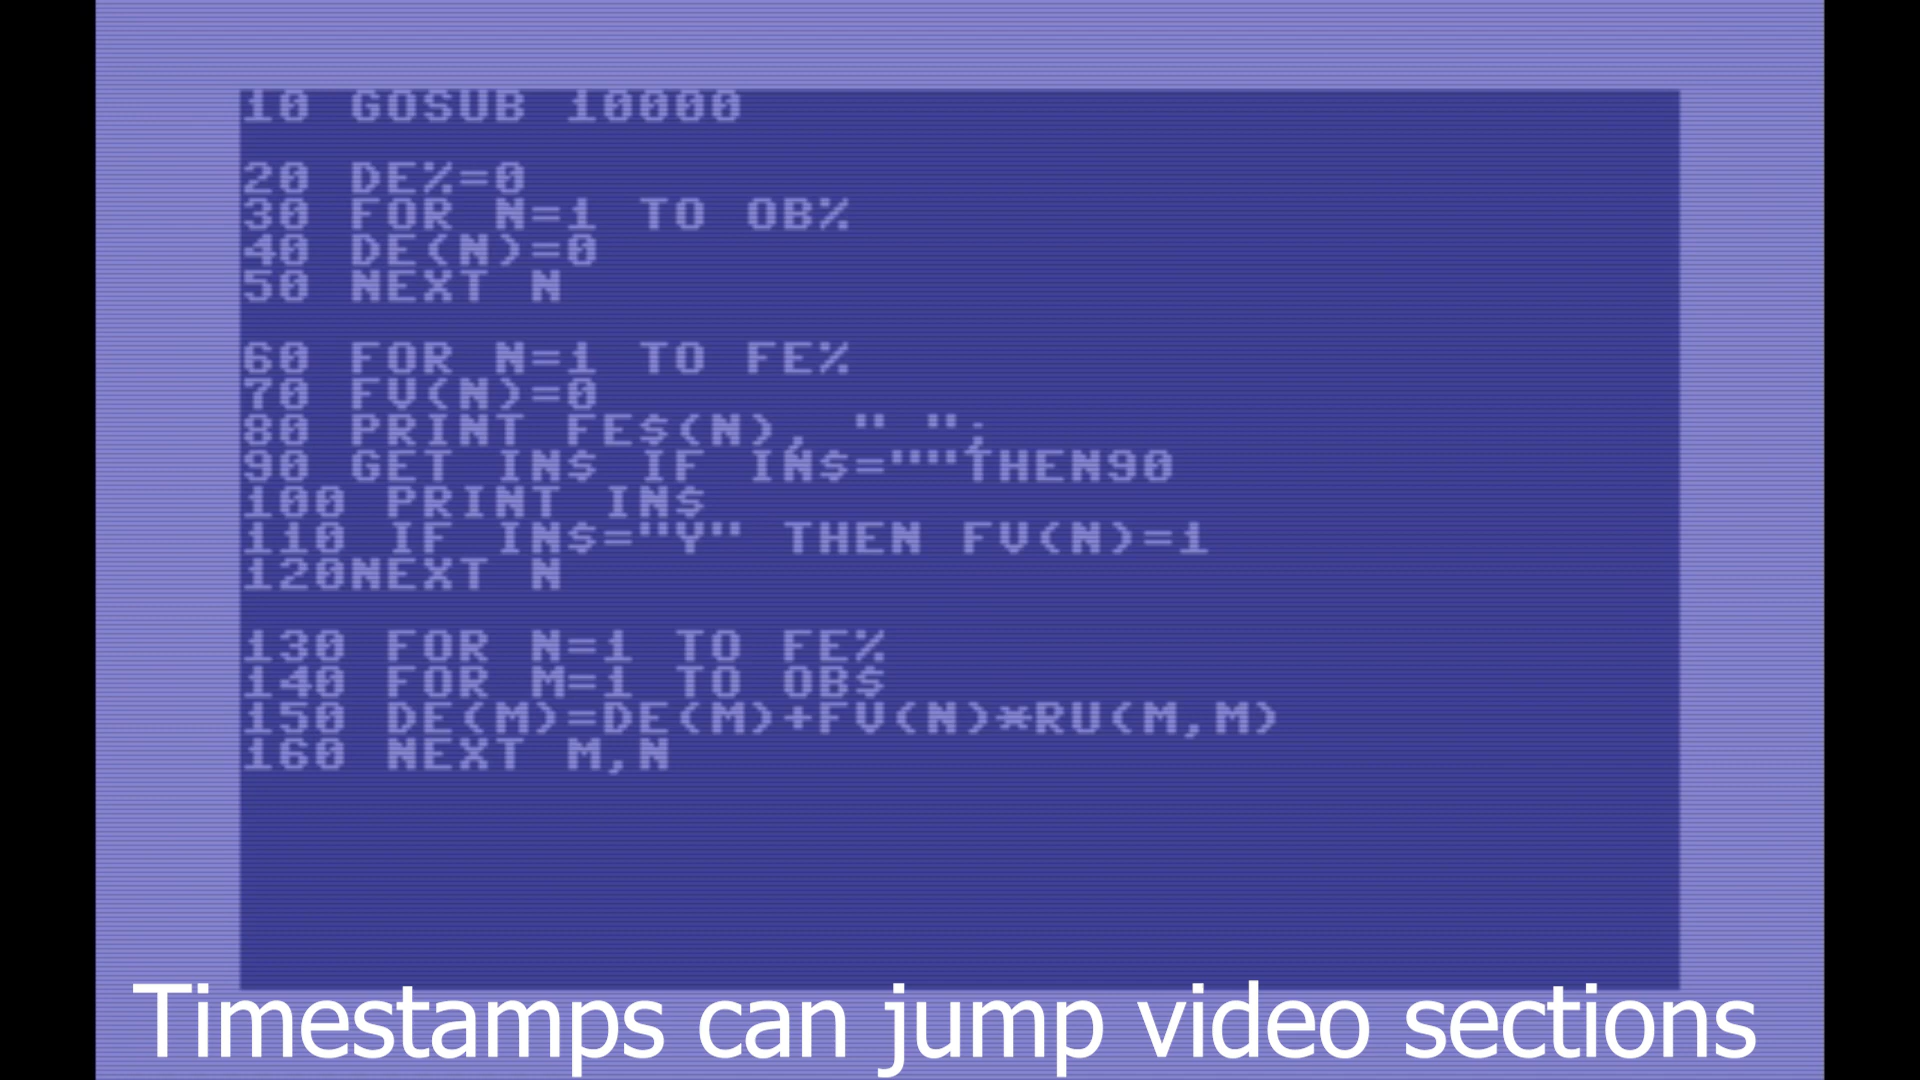 10 GOSUB 10000
20 DE%=0
30 FOR N=1 TO OB%
40 DE(N)=0
50 NEXT N
60 FOR N=1 TO FE%
70 FV(N)=0
80 PRINT FE$(N), " ";
90 GET IN$ IF IN$=""THEN90
100 PRINT IN$
110 IF IN$="Y" THEN FV(N)=1
120NEXT N
130 FOR N=1 TO FE%
140 FOR M=1 TO OB$
150 DE(M)=DE(M)+FV(N)*RU(M,M)
160 NEXT M,N
Timestamps can jump video sections